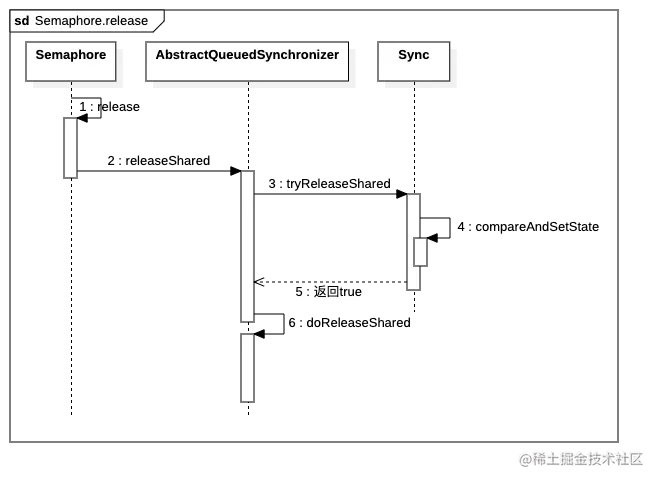 sd Semaphore.release
Semaphore
AbstractQueuedSynchronizer
Sync
1 : release
2 : releaseShared
3 : tryReleaseShared
4 : compareAndSetState
5 : 返回true
6 : doReleaseShared
@稀土掘金技术社区